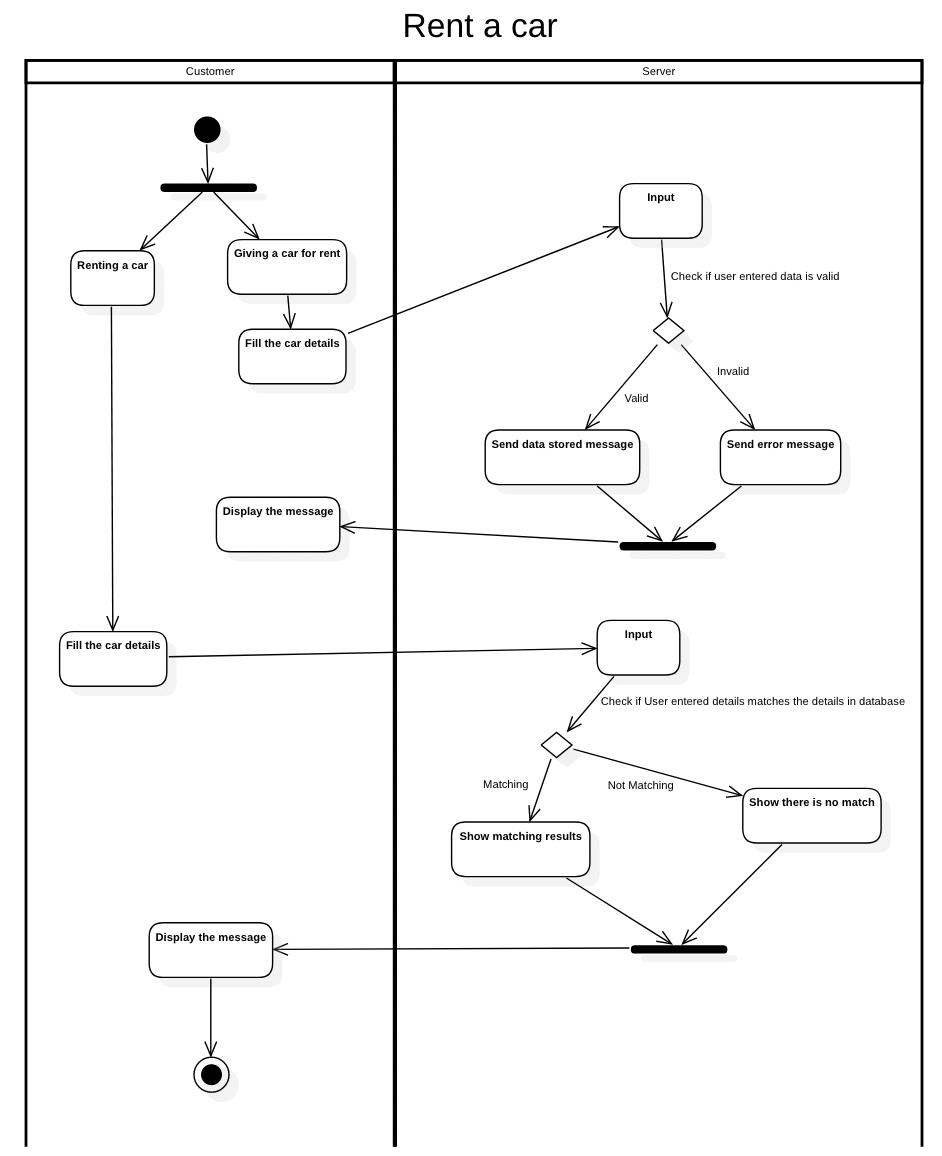 Rent a car
Customer
Server
Input
Giving a car for rent
Renting a car
Check if user entered data is valid
Fill the car details
Invalid
Valid
Send data stored message
Send error message
Display the message
Input
Fill the car details
Check if User entered details matches the details in database
Matching
Not Matching
Show there is no match
Show matching results
Display the message